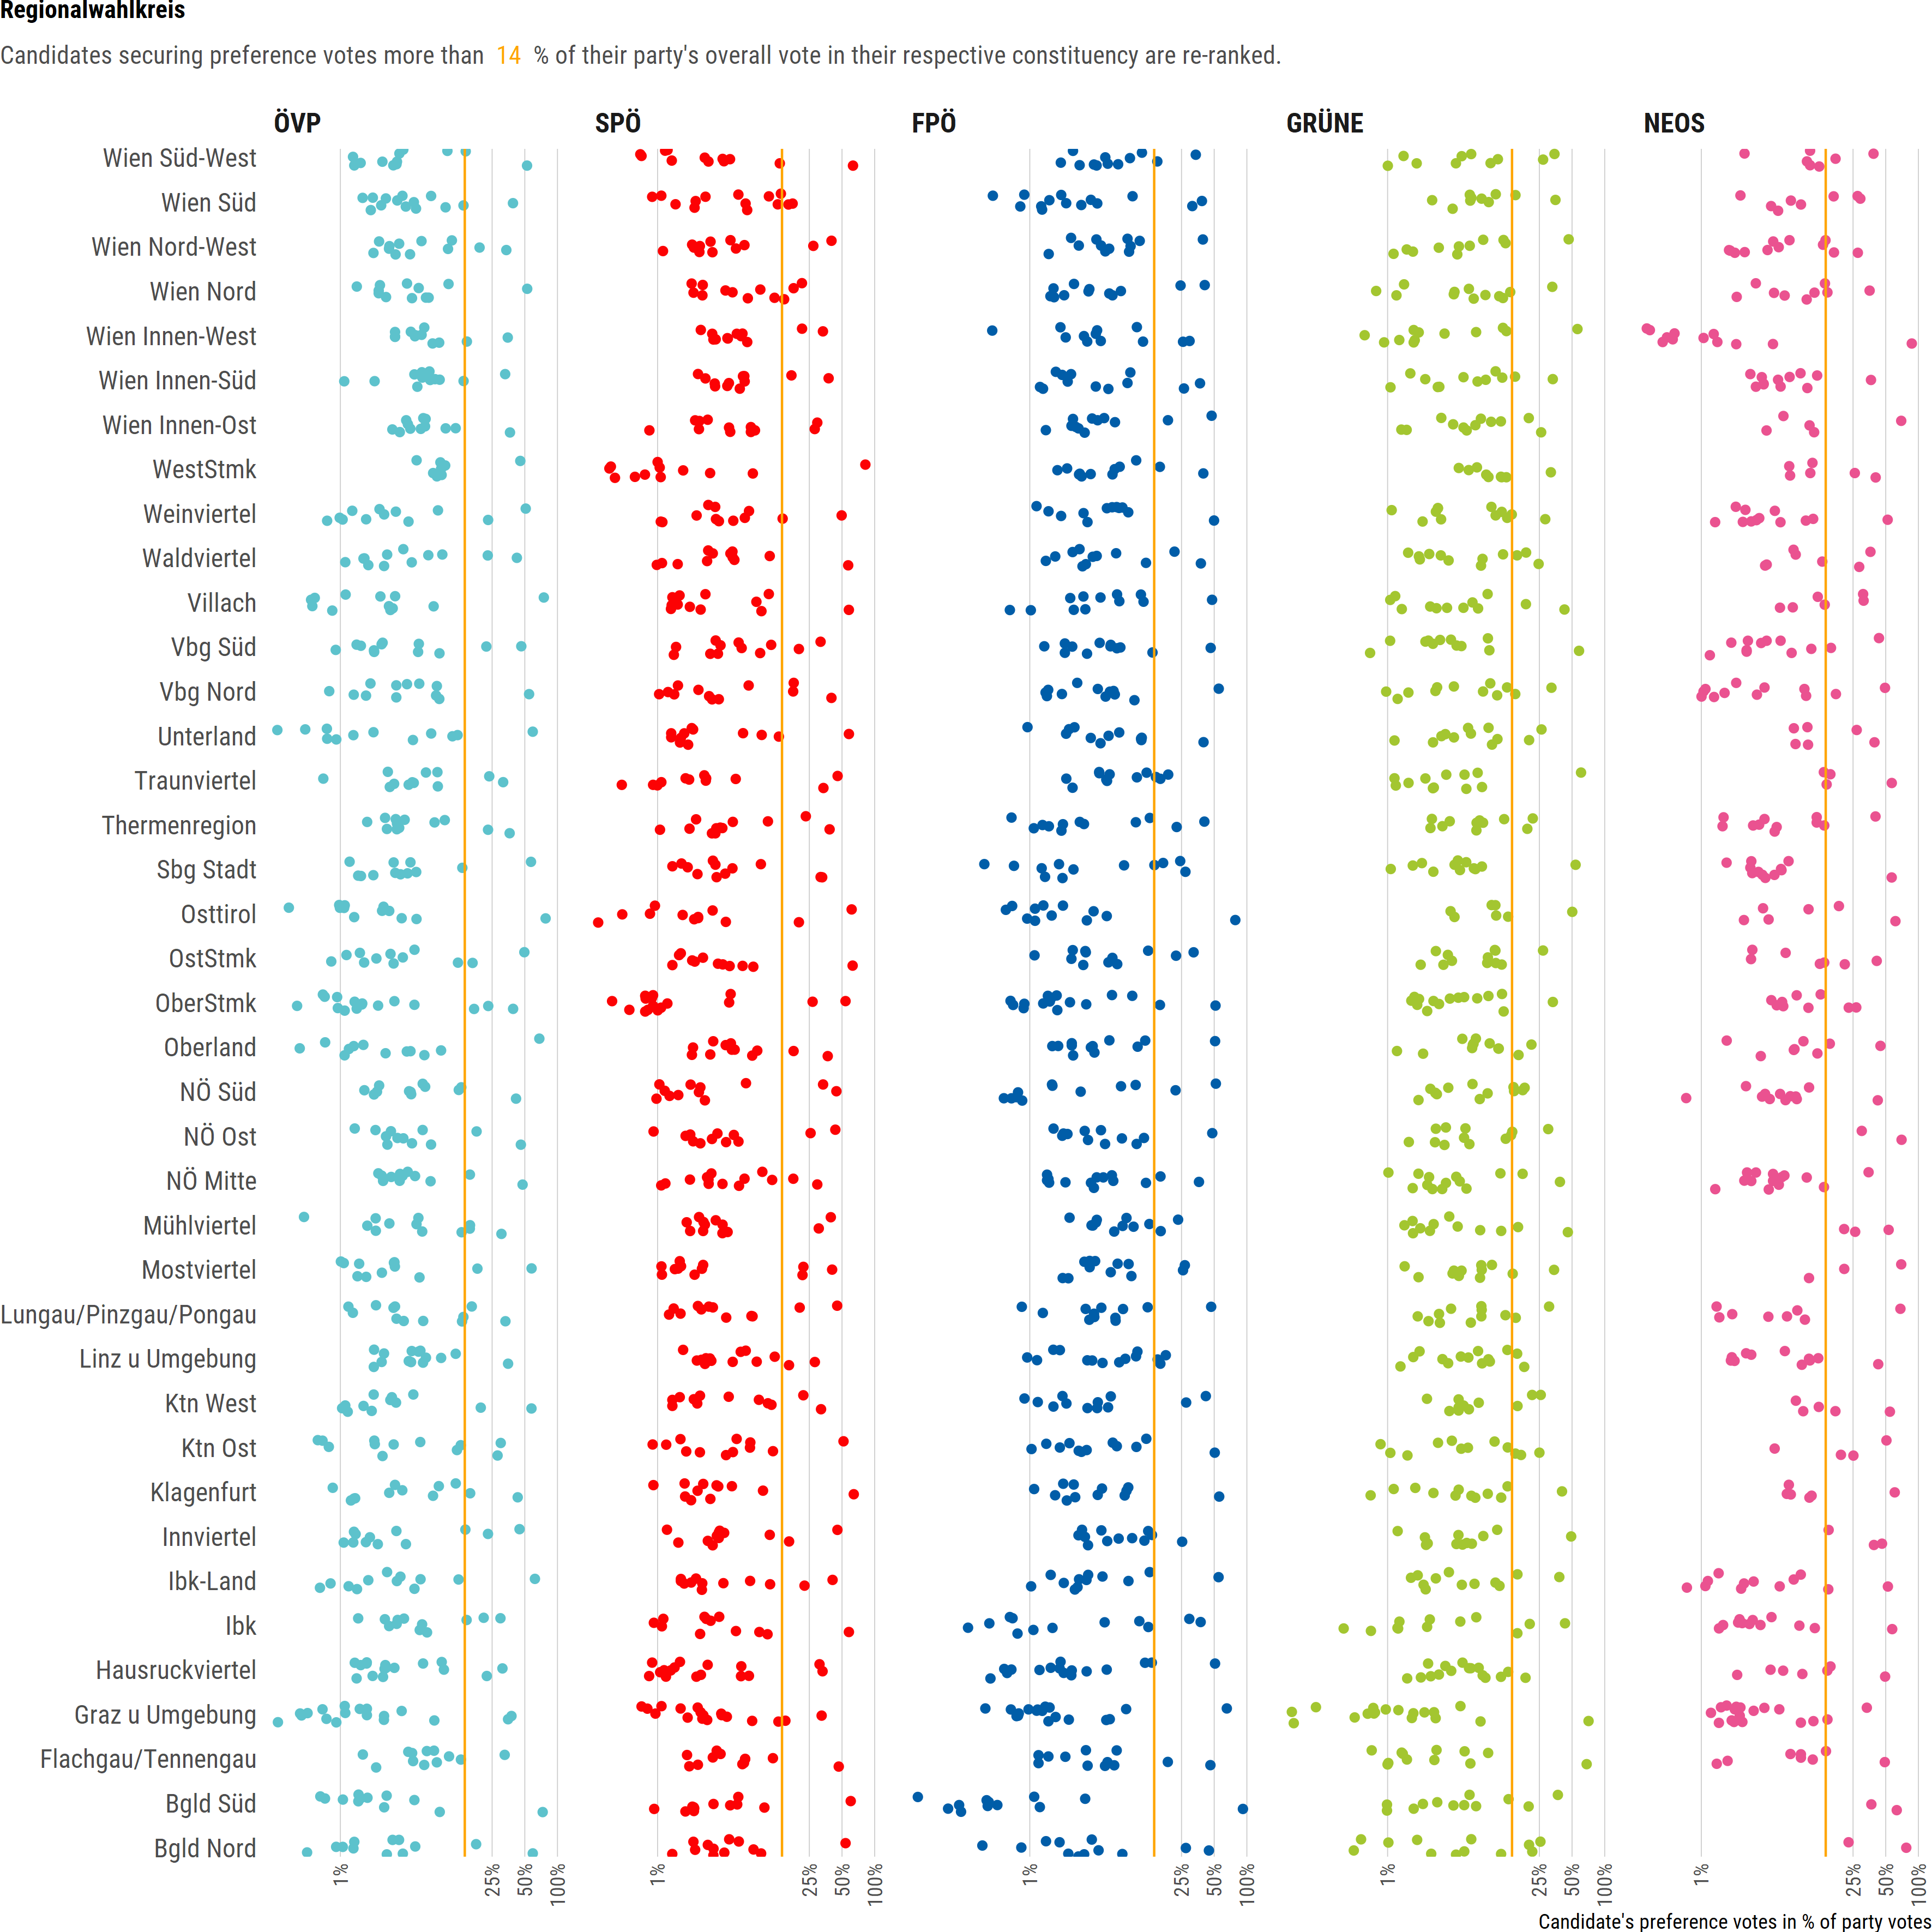 Regionalwahlkreis
Candidates securing preference votes more than 14 % of their party's overall vote in their respective constituency are re-ranked.
ÖVP SPÖ FPÖ GRÜNE NEOS
Wien Süd-West
Wien Süd
Wien Nord-West
Wien Nord
Wien Innen-West
Wien Innen-Süd
Wien Innen-Ost
WestStmk
Weinviertel
Waldviertel
Villach
Vbg Süd
Vbg Nord
Unterland
Traunviertel
Thermenregion
Sbg Stadt
Osttirol
OstStmk
OberStmk
Oberland
NÖ Süd
NÖ Ost
NÖ Mitte
Mühlviertel
Mostviertel
Lungau/Pinzgau/Pongau
Linz u Umgebung
Ktn West
Ktn Ost
Klagenfurt
Innviertel
Ibk-Land
Ibk
Hausruckviertel
Graz u Umgebung
Flachgau/Tennengau
Bgld Süd
Bgld Nord
1% 25% 50% 100% 1% 25% 50% 100% 1% 25% 50% 100% 1% 25% 50% 100% 1% 25% 50% 100%
Candidate's preference votes in % of party votes